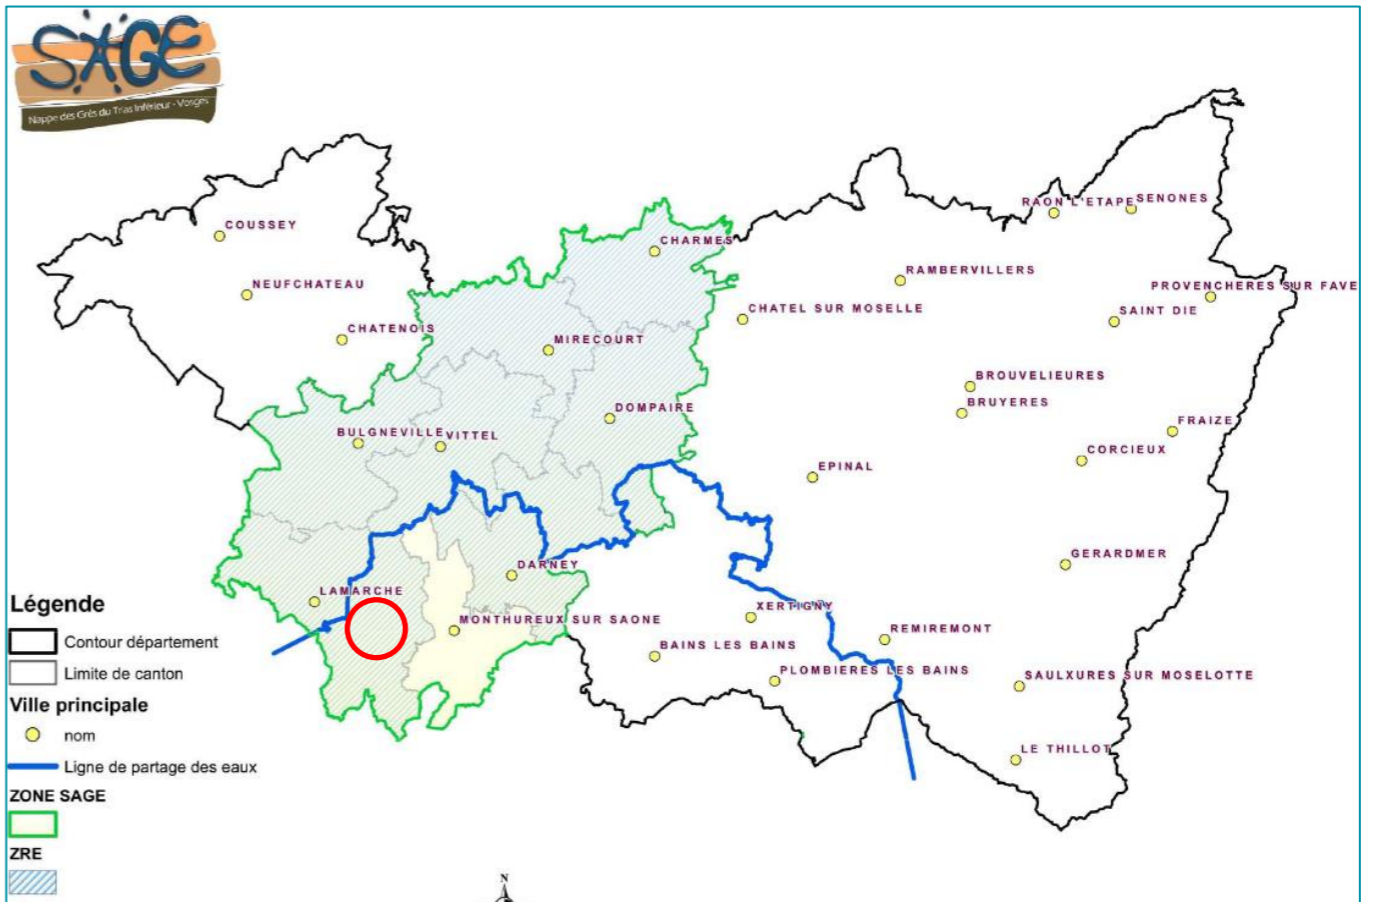 SAGE
Nappe des Grès du Trias Inférieur - Vosges
COUSSEY
NEUFCHATEAU
CHATENOIS
CHARMES
RAON L'ETAPE
SENONES
RAMBERVILLERS
PROVENCHERES SUR FAVE
CHATEL SUR MOSELLE
SAINT DIE
MIRECOURT
BROUVELIEURES
BRUYERES
DOMPAIRE
FRAIZE
BULGNEVILLE
VITTEL
CORCIEUX
EPINAL
GERARDMER
DARNEY
LAMARCHE
MONTHUREUX SUR SAONE
XERTIGNY
REMIREMONT
BAINS LES BAINS
PLOMBIERES LES BAINS
SAULXURES SUR MOSELOTTE
LE THILLOT
Légende
Contour département
Limite de canton
Ville principale
nom
Ligne de partage des eaux
ZONE SAGE
ZRE
N